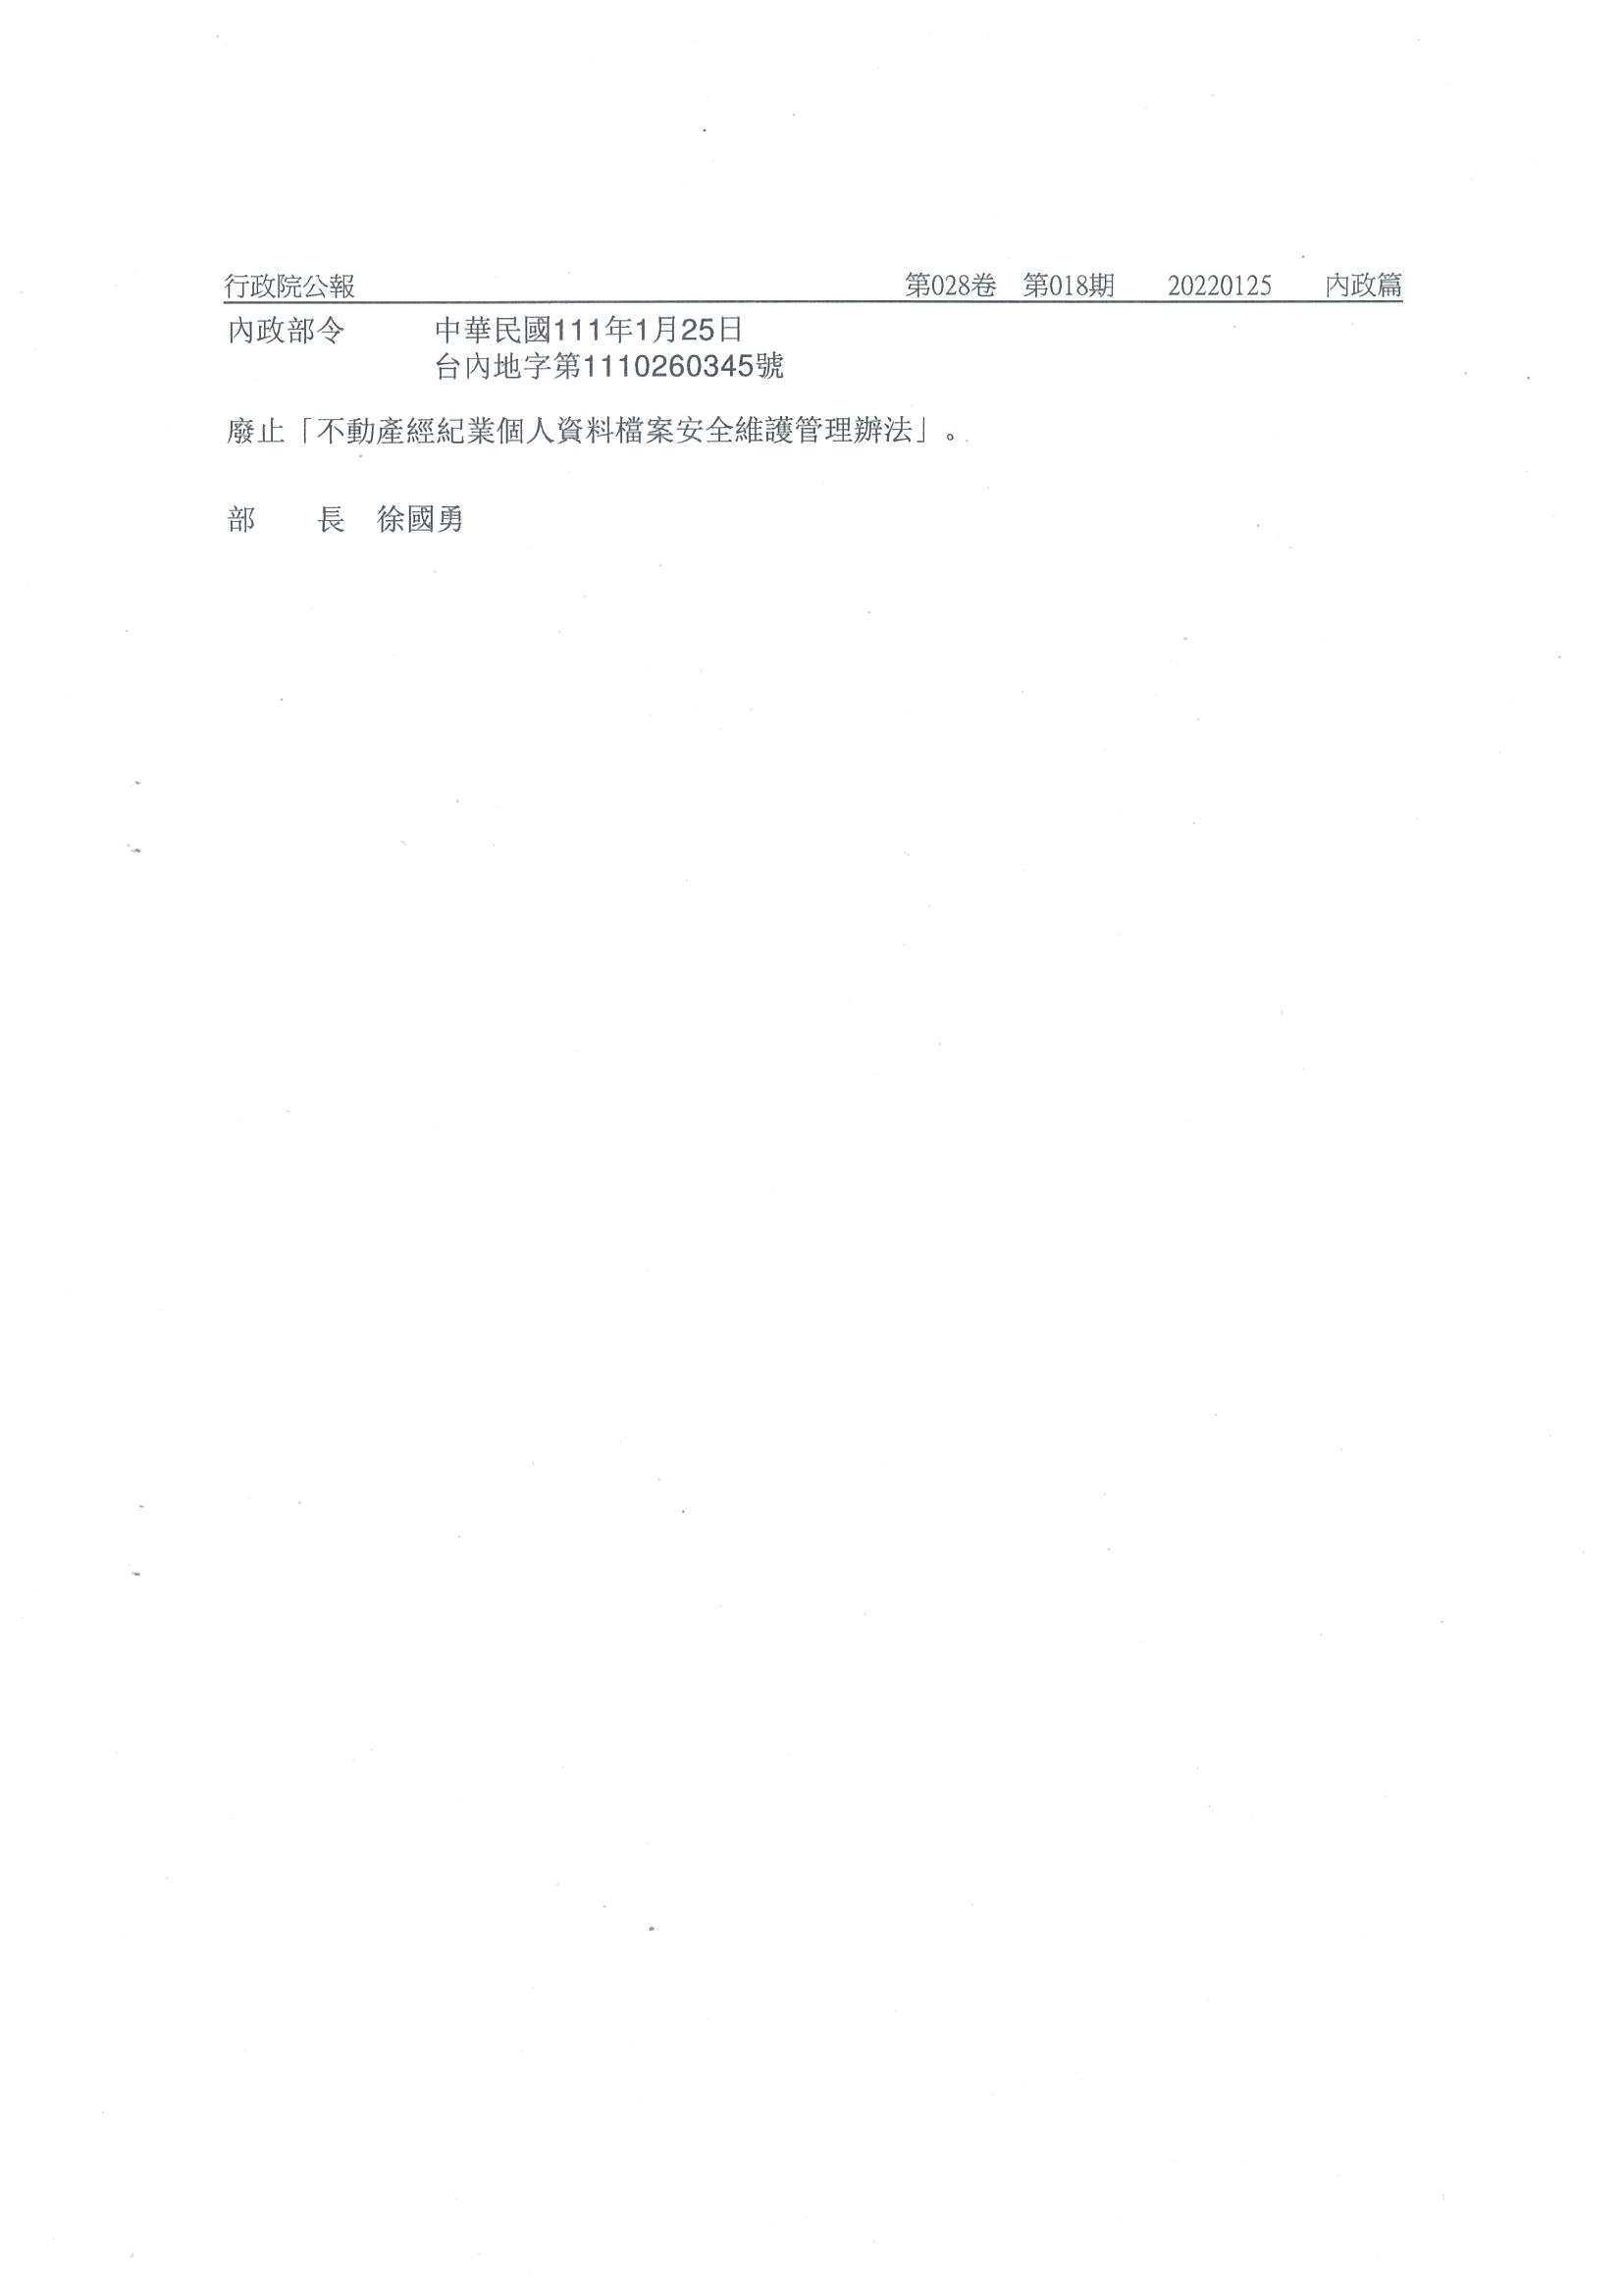 行政院公報 第028卷 第018期 20220125 內政篇
內政部令 中華民國111年1月25日
台內地字第1110260345號
廢止「不動產經紀業個人資料檔案安全維護管理辦法」。
部 長 徐國勇